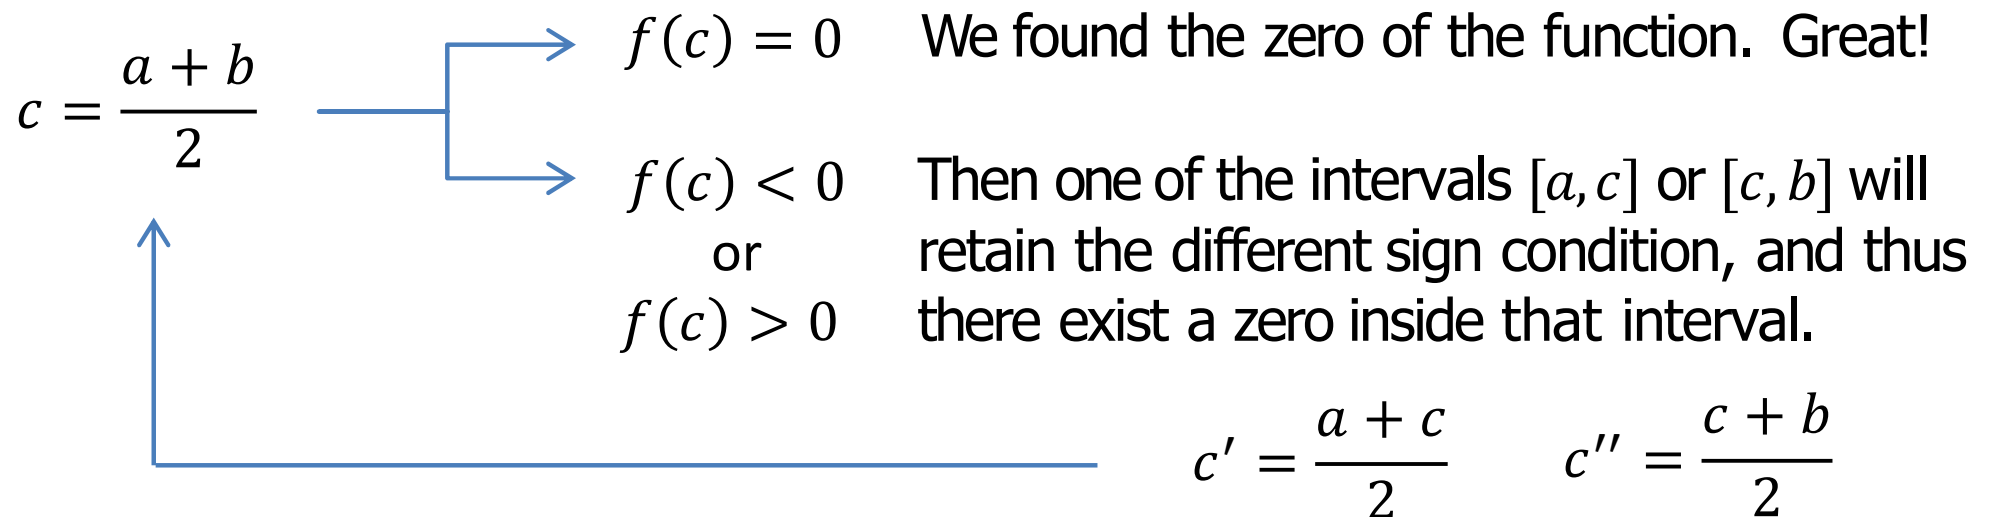 c = (a + b)/2
f(c) = 0 We found the zero of the function. Great!
f(c) < 0 Then one of the intervals [a, c] or [c, b] will
or retain the different sign condition, and thus
f(c) > 0 there exist a zero inside that interval.
c′ = (a + c)/2 c′′ = (c + b)/2